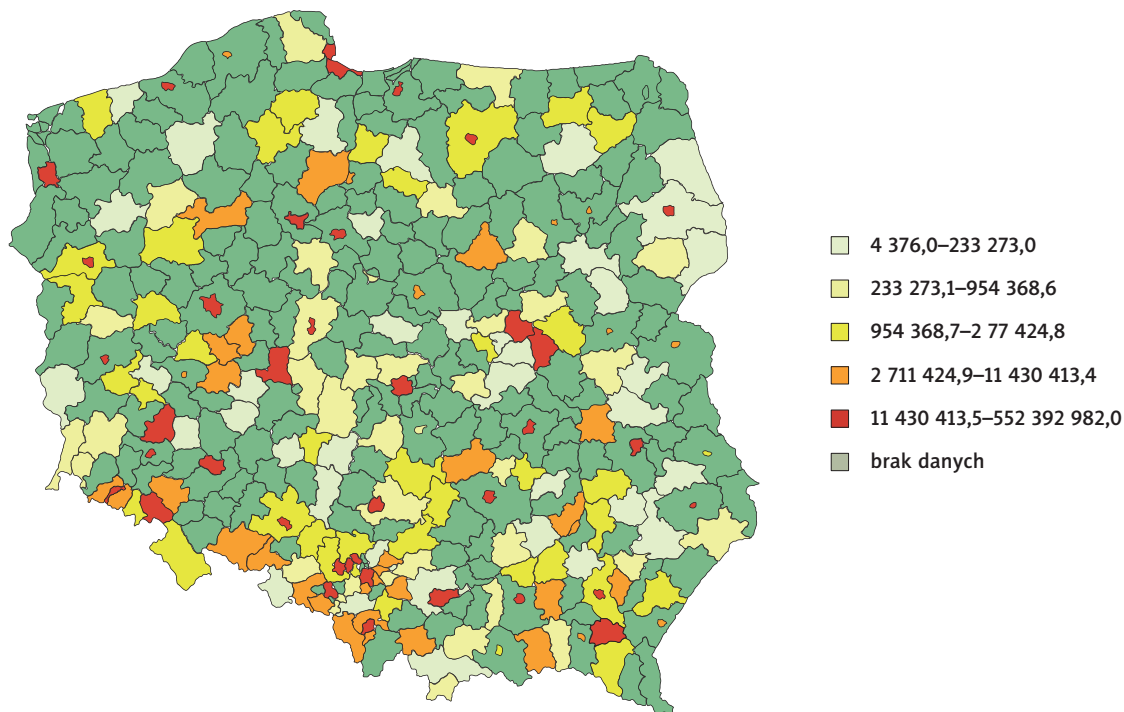 4 376,0–233 273,0
233 273,1–954 368,6
954 368,7–2 77 424,8
2 711 424,9–11 430 413,4
11 430 413,5–552 392 982,0
brak danych